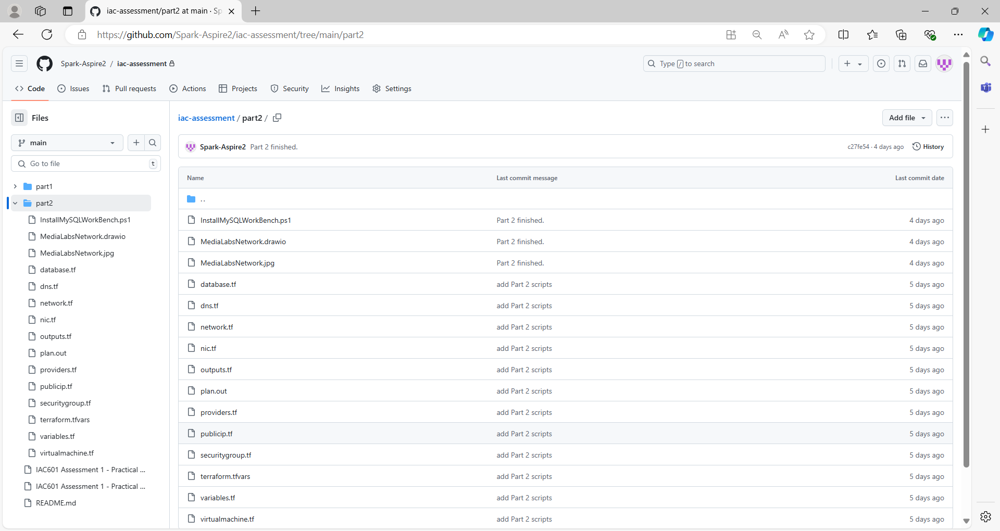 iac-assessment/part2 at main · Sp
https://github.com/Spark-Aspire2/iac-assessment/tree/main/part2
Spark-Aspire2 / iac-assessment
Type / to search
Code Issues Pull requests Actions Projects Security Insights Settings
Files
iac-assessment / part2 /
Add file
main
Spark-Aspire2 Part 2 finished.
c27fe54 · 4 days ago
History
Go to file
t
part1
part2
InstallMySQLWorkBench.ps1
MediaLabsNetwork.drawio
MediaLabsNetwork.jpg
database.tf
dns.tf
network.tf
nic.tf
outputs.tf
plan.out
providers.tf
publicip.tf
securitygroup.tf
terraform.tfvars
variables.tf
virtualmachine.tf
IAC601 Assessment 1 - Practical ...
IAC601 Assessment 1 - Practical ...
README.md
Name Last commit message Last commit date
..
InstallMySQLWorkBench.ps1 Part 2 finished. 4 days ago
MediaLabsNetwork.drawio Part 2 finished. 4 days ago
MediaLabsNetwork.jpg Part 2 finished. 4 days ago
database.tf add Part 2 scripts 5 days ago
dns.tf add Part 2 scripts 5 days ago
network.tf add Part 2 scripts 5 days ago
nic.tf add Part 2 scripts 5 days ago
outputs.tf add Part 2 scripts 5 days ago
plan.out add Part 2 scripts 5 days ago
providers.tf add Part 2 scripts 5 days ago
publicip.tf add Part 2 scripts 5 days ago
securitygroup.tf add Part 2 scripts 5 days ago
terraform.tfvars add Part 2 scripts 5 days ago
variables.tf add Part 2 scripts 5 days ago
virtualmachine.tf add Part 2 scripts 5 days ago